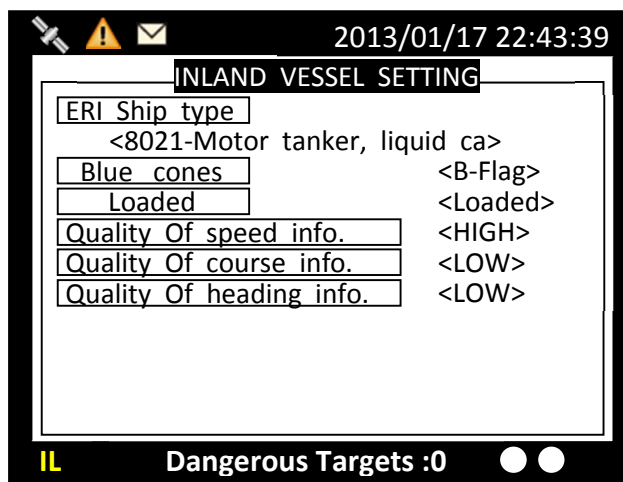 2013/01/17 22:43:39
INLAND VESSEL SETTING
ERI Ship type
<8021-Motor tanker, liquid ca>
Blue cones <B-Flag>
Loaded <Loaded>
Quality Of speed info. <HIGH>
Quality Of course info. <LOW>
Quality Of heading info. <LOW>
IL Dangerous Targets :0